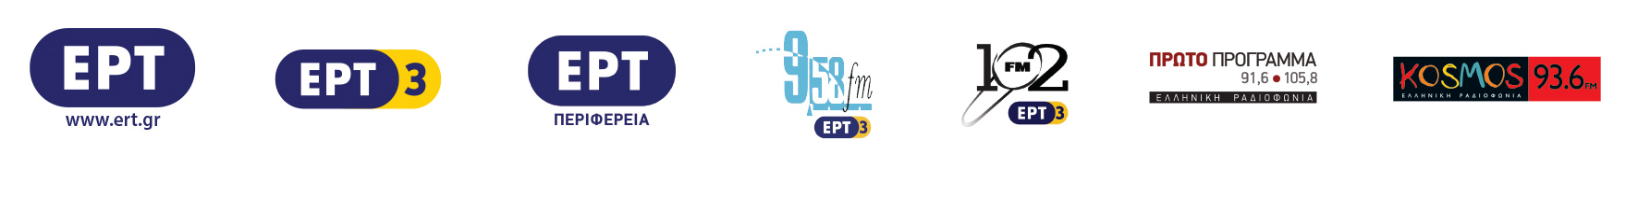 ΕΡΤ
www.ert.gr
ΕΡΤ 3
ΕΡΤ
ΠΕΡΙΦΕΡΕΙΑ
9,58 fm
ΕΡΤ 3
102
FM
ΕΡΤ 3
ΠΡΩΤΟ ΠΡΟΓΡΑΜΜΑ
91,6 • 105,8
ΕΛΛΗΝΙΚΗ ΡΑΔΙΟΦΩΝΙΑ
KOSMOS 93.6 FM
ΕΛΛΗΝΙΚΗ ΡΑΔΙΟΦΩΝΙΑ